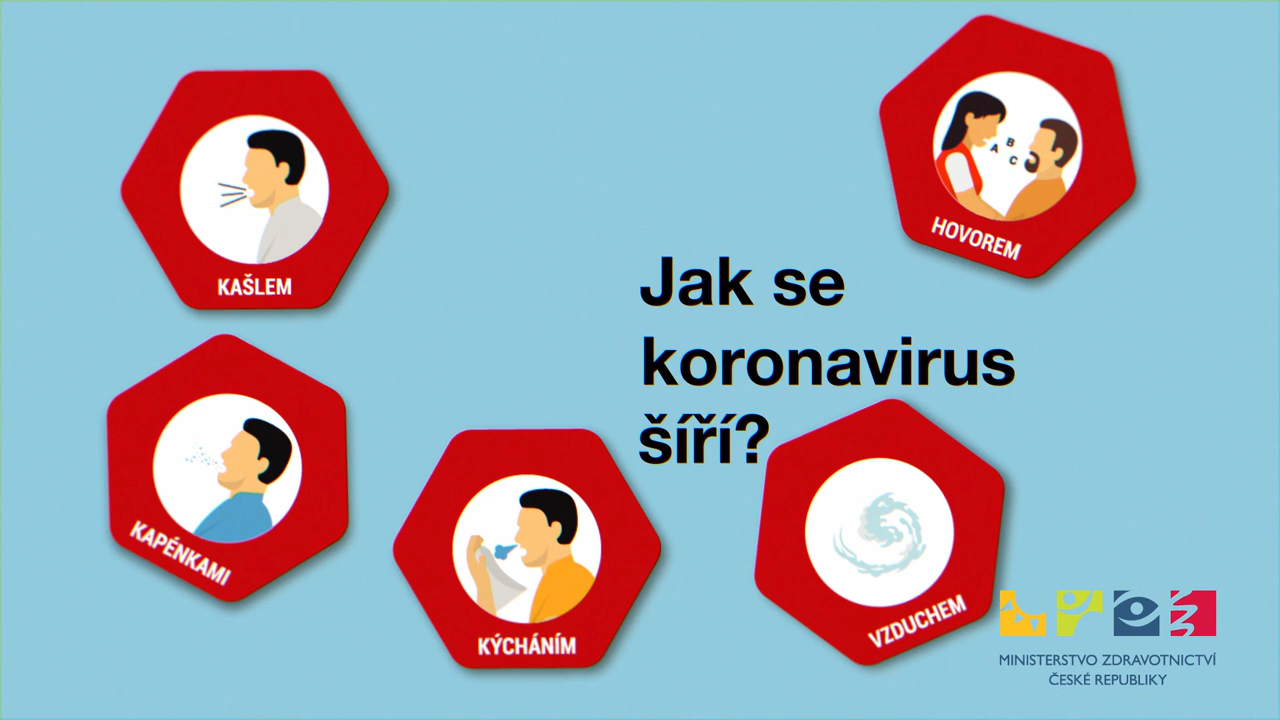 KAŠLEM
A B C
HOVOREM
Jak se
koronavirus
šíří?
KAPÉNKAMI
KÝCHÁNÍM
VZDUCHEM
MINISTERSTVO ZDRAVOTNICTVÍ
ČESKÉ REPUBLIKY